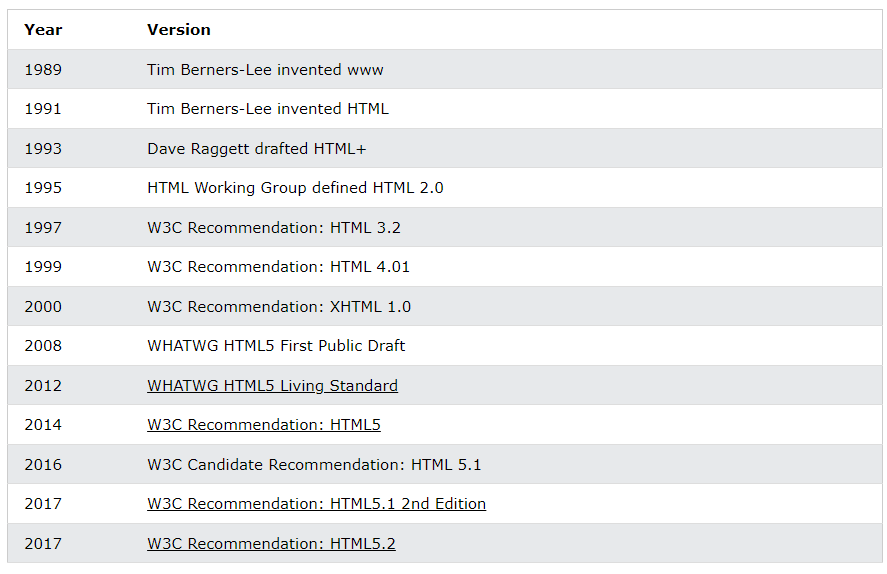 Year Version
1989 Tim Berners-Lee invented www
1991 Tim Berners-Lee invented HTML
1993 Dave Raggett drafted HTML+
1995 HTML Working Group defined HTML 2.0
1997 W3C Recommendation: HTML 3.2
1999 W3C Recommendation: HTML 4.01
2000 W3C Recommendation: XHTML 1.0
2008 WHATWG HTML5 First Public Draft
2012 WHATWG HTML5 Living Standard
2014 W3C Recommendation: HTML5
2016 W3C Candidate Recommendation: HTML 5.1
2017 W3C Recommendation: HTML5.1 2nd Edition
2017 W3C Recommendation: HTML5.2